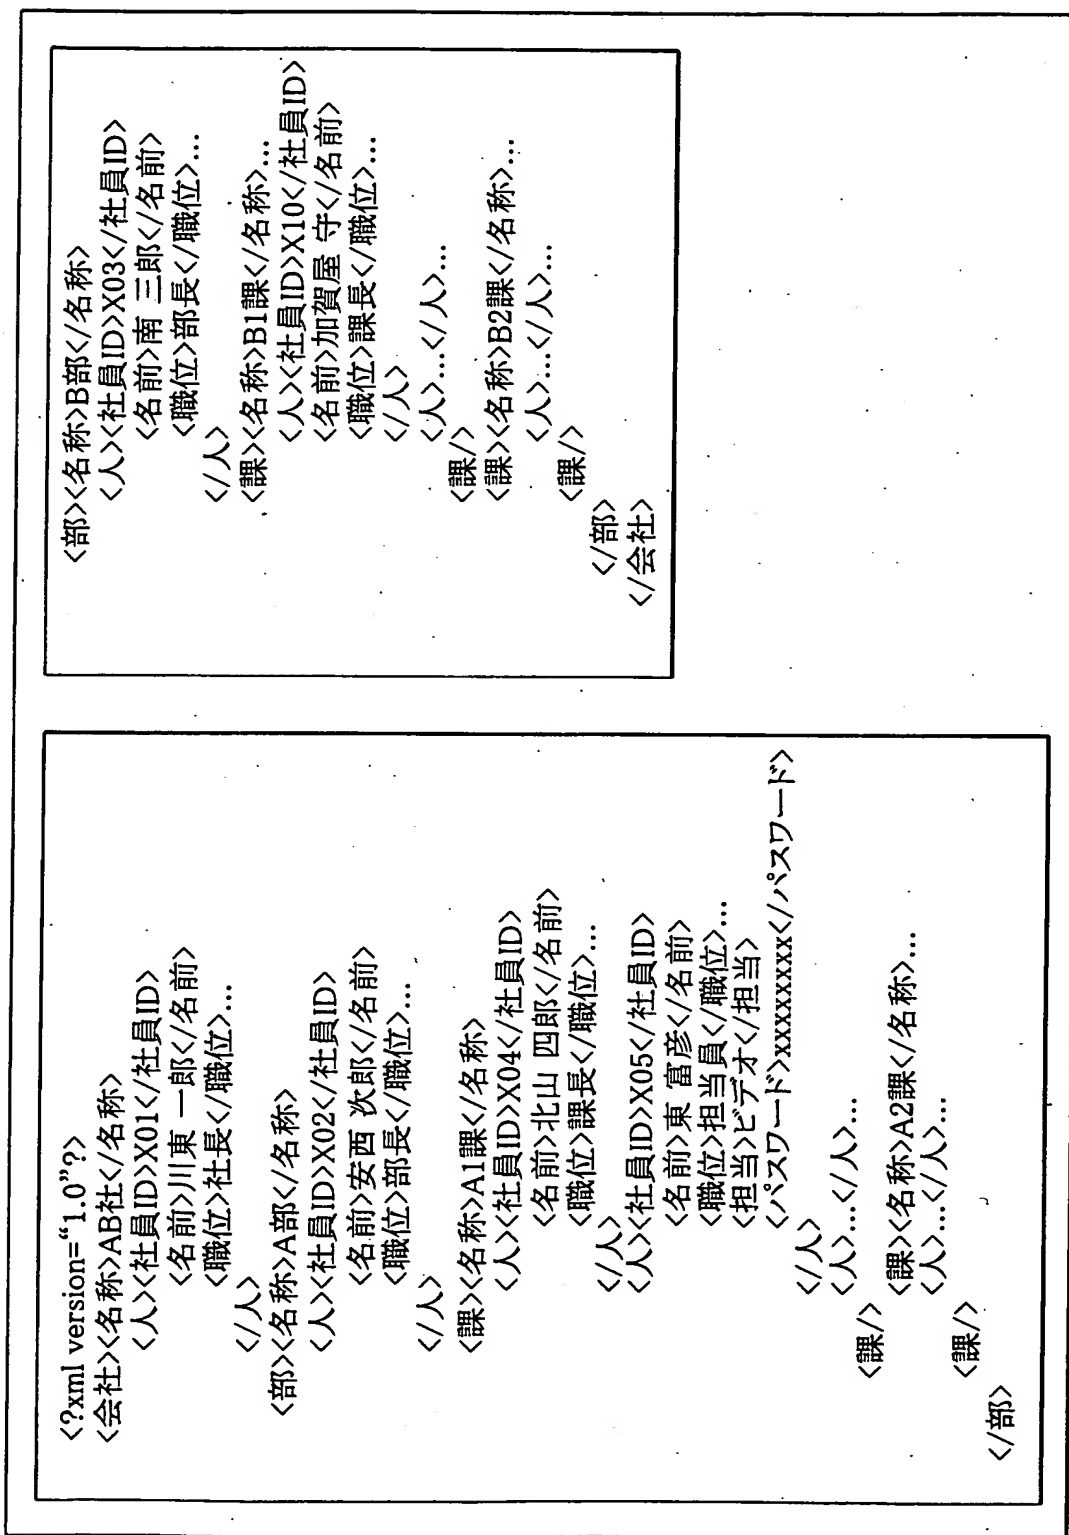 <?xml version=“1.0”?>
<会社><名称>AB社</名称>
<人><社員ID>X01</社員ID>
<名前>川東 一郎</名前>
<職位>社長</職位>...
</人>
<部><名称>A部</名称>
<人><社員ID>X02</社員ID>
<名前>安西 次郎</名前>
<職位>部長</職位>...
</人>
<課><名称>A1課</名称>
<人><社員ID>X04</社員ID>
<名前>北山 四郎</名前>
<職位>課長</職位>...
</人>
<人><社員ID>X05</社員ID>
<名前>東 富彦</名前>
<職位>担当員</職位>...
<担当>ビデオ</担当>
<パスワード>xxxxxxxx</パスワード>
</人>
<人>...</人>...
<課/>
<課><名称>A2課</名称>...
<人>...</人>...
<課/>
</部>
<部><名称>B部</名称>
<人><社員ID>X03</社員ID>
<名前>南 三郎</名前>
<職位>部長</職位>...
</人>
<課><名称>B1課</名称>...
<人><社員ID>X10</社員ID>
<名前>加賀屋 守</名前>
<職位>課長</職位>...
</人>
<人>...</人>...
<課/>
<課><名称>B2課</名称>...
<人>...</人>...
<課/>
</部>
</会社>